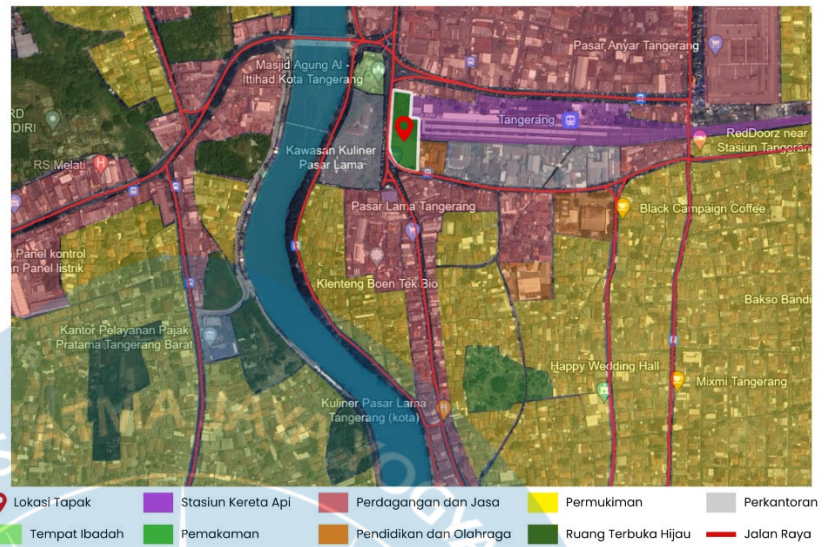 Pasar Anyar Tangerang
Masjid Agung Al -
Ittihad Kota Tangerang
RD
DIRI
Tangerang
RedDoorz near
Stasiun Tangeran
RS Melati
Kawasan Kuliner
Pasar Lama
Pasar Lama Tangerang
Black Campaign Coffee
Panel kontrol
n Panel listrik
Klenteng Boen Tek Bio
Bakso Bandi
Kantor Pelayanan Pajak
Pratama Tangerang Barat
Happy Wedding Hall
Mixmi Tangerang
Kuliner Pasar Lama
Tangerang (kota)
Lokasi Tapak
Stasiun Kereta Api
Perdagangan dan Jasa
Permukiman
Perkantoran
Tempat Ibadah
Pemakaman
Pendidikan dan Olahraga
Ruang Terbuka Hijau
Jalan Raya